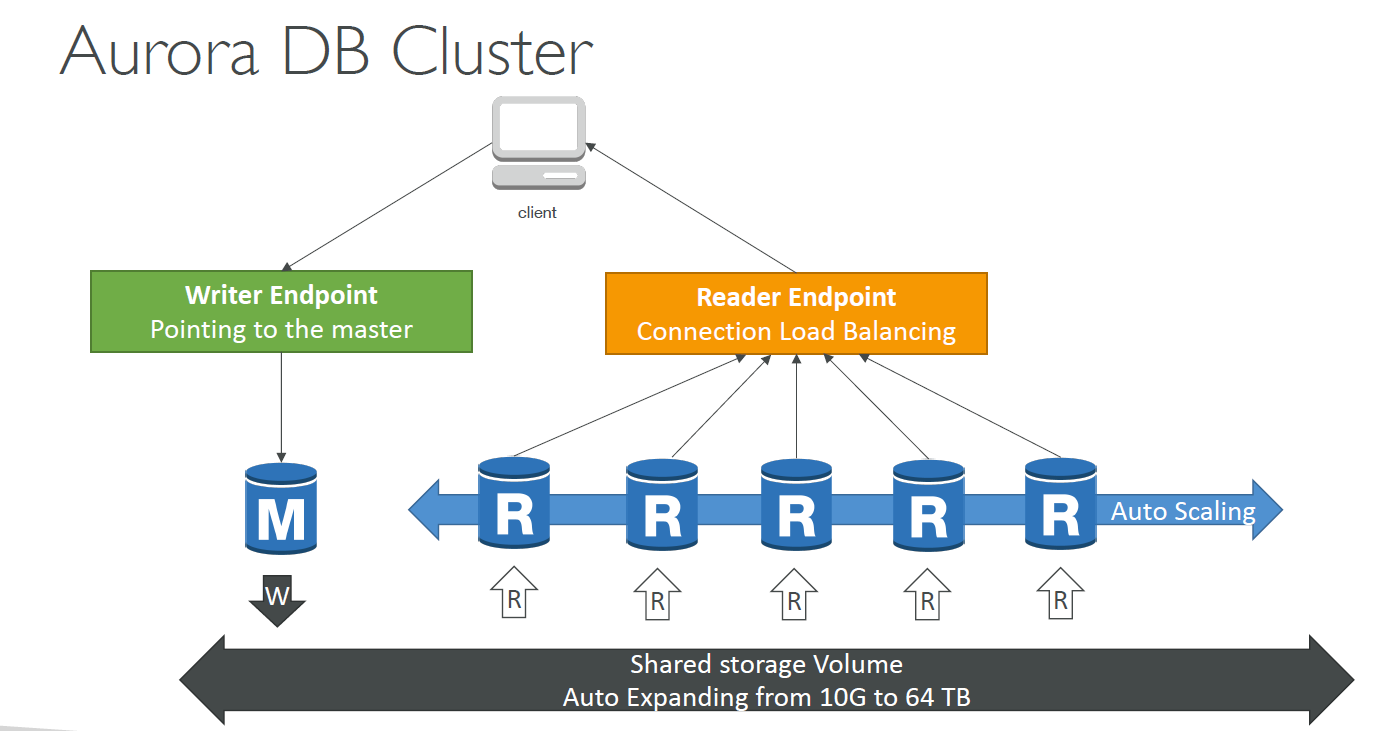 Aurora DB Cluster
client
Writer Endpoint
Pointing to the master
Reader Endpoint
Connection Load Balancing
M
R
R
R
R
R
Auto Scaling
W
R
R
R
R
R
Shared storage Volume
Auto Expanding from 10G to 64 TB